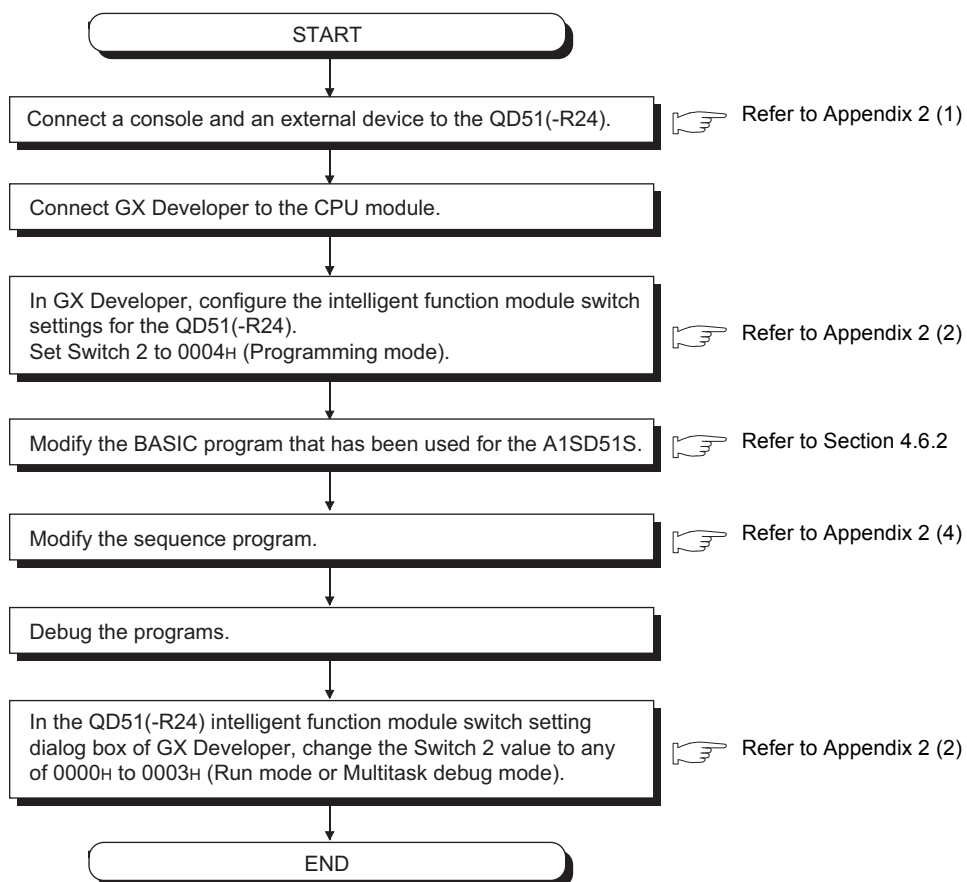 START
Connect a console and an external device to the QD51(-R24).
Refer to Appendix 2 (1)
Connect GX Developer to the CPU module.
In GX Developer, configure the intelligent function module switch
settings for the QD51(-R24).
Set Switch 2 to 0004H (Programming mode).
Refer to Appendix 2 (2)
Modify the BASIC program that has been used for the A1SD51S.
Refer to Section 4.6.2
Modify the sequence program.
Refer to Appendix 2 (4)
Debug the programs.
In the QD51(-R24) intelligent function module switch setting
dialog box of GX Developer, change the Switch 2 value to any
of 0000H to 0003H (Run mode or Multitask debug mode).
Refer to Appendix 2 (2)
END